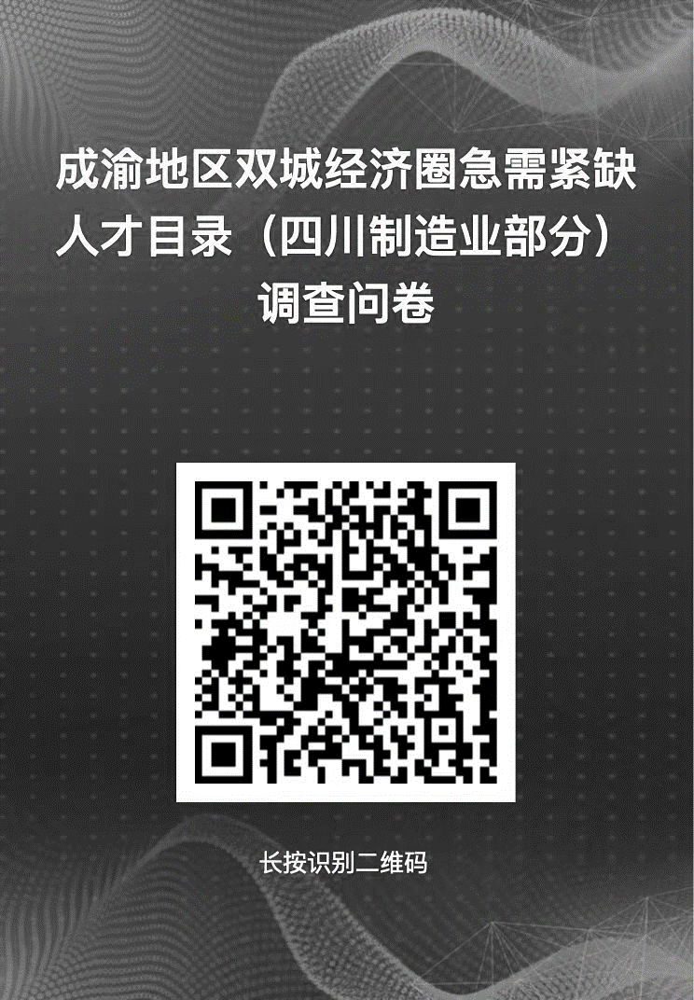 成渝地区双城经济圈急需紧缺
人才目录（四川制造业部分）
调查问卷
长按识别二维码